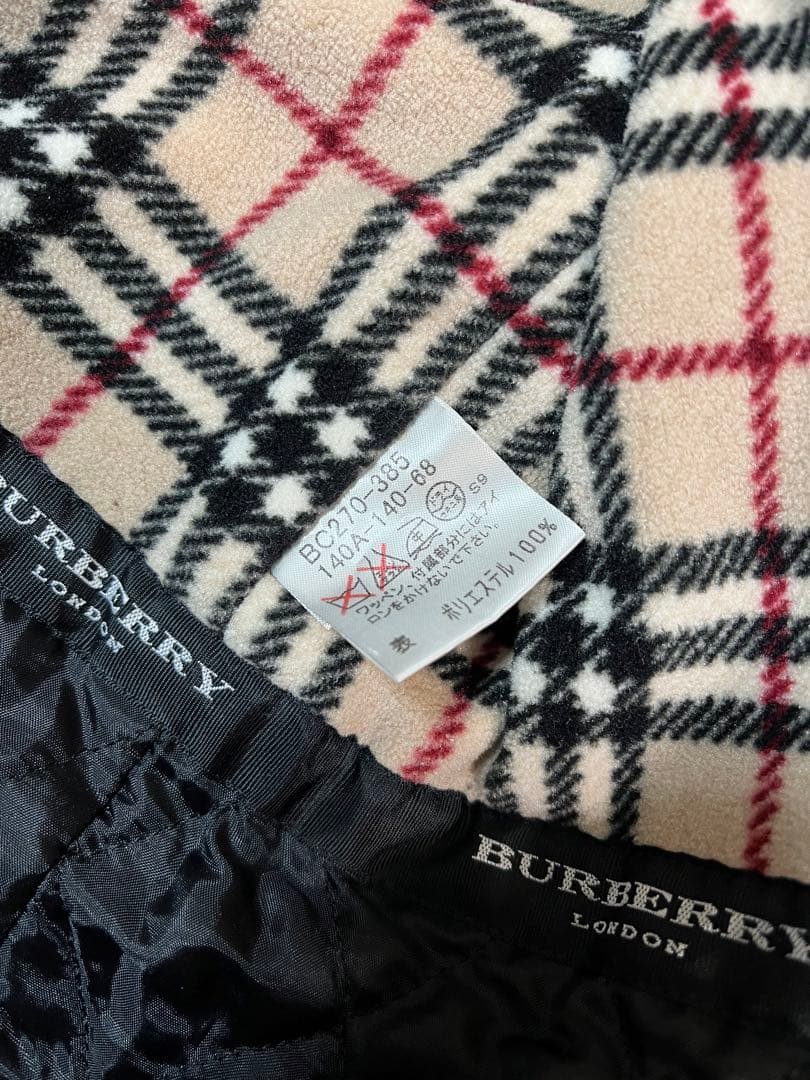 BC270-385
140A-140-68
S9
ワッペン、付属部分にはアイ
ロンをかけないで下さい。
表 ポリエステル100%
BURBERRY
LONDON
BURBERRY
LONDON